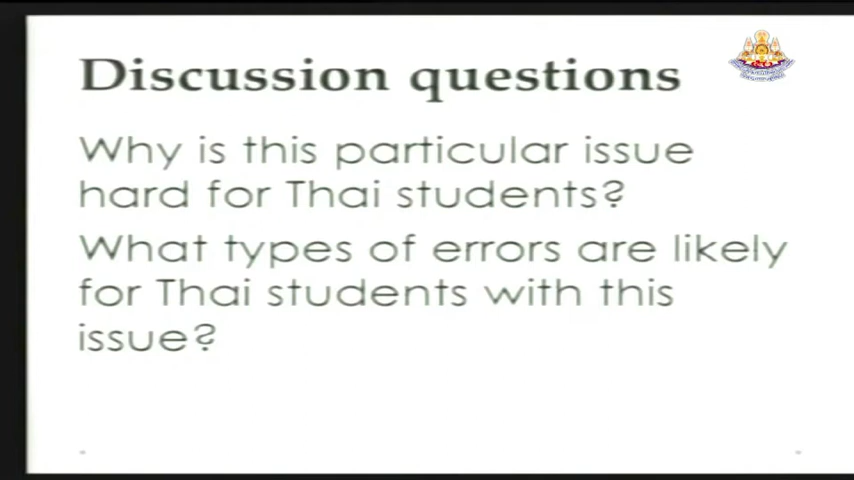 Discussion questions
Why is this particular issue
hard for Thai students?
What types of errors are likely
for Thai students with this
issue?